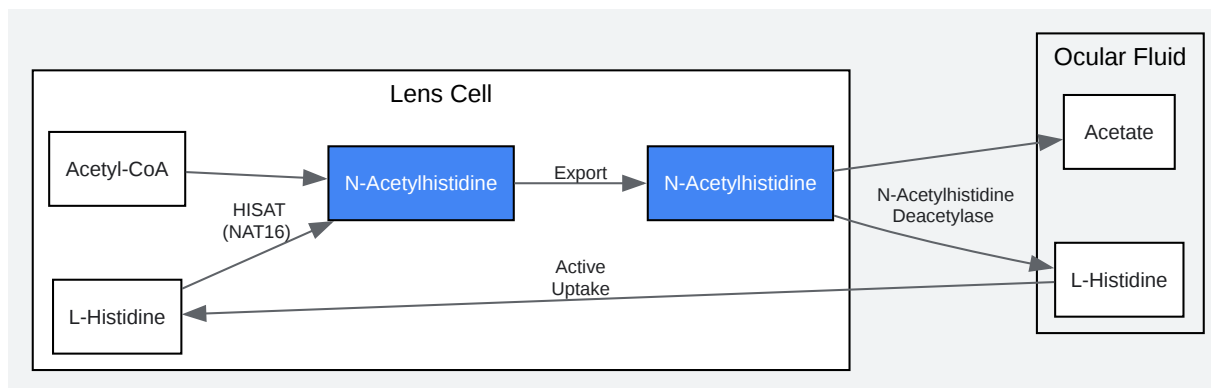 Ocular Fluid
Lens Cell
Acetate
Acetyl-CoA
N-Acetylhistidine
Export
N-Acetylhistidine
N-Acetylhistidine
Deacetylase
HISAT
(NAT16)
Active
Uptake
L-Histidine
L-Histidine